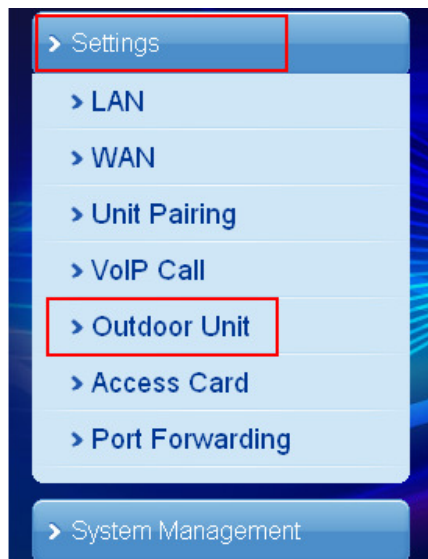 Settings
LAN
WAN
Unit Pairing
VoIP Call
Outdoor Unit
Access Card
Port Forwarding
System Management